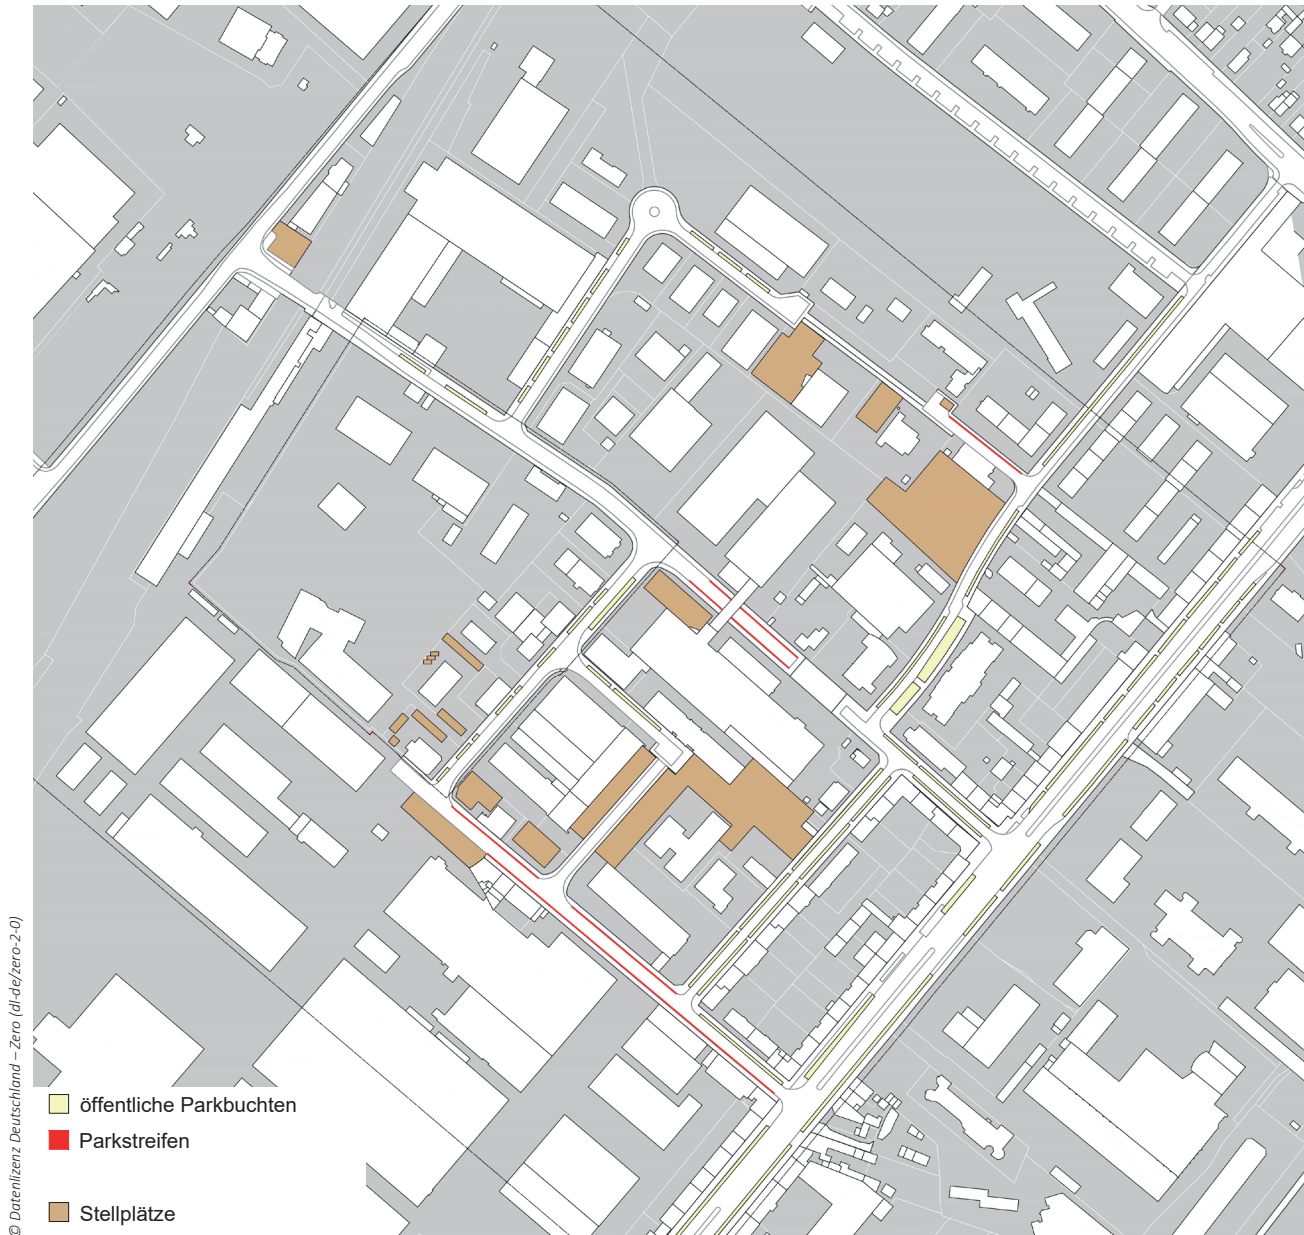 öffentliche Parkbuchten
Parkstreifen
Stellplätze
© Datenlizenz Deutschland – Zero (dl-de/zero-2-0)